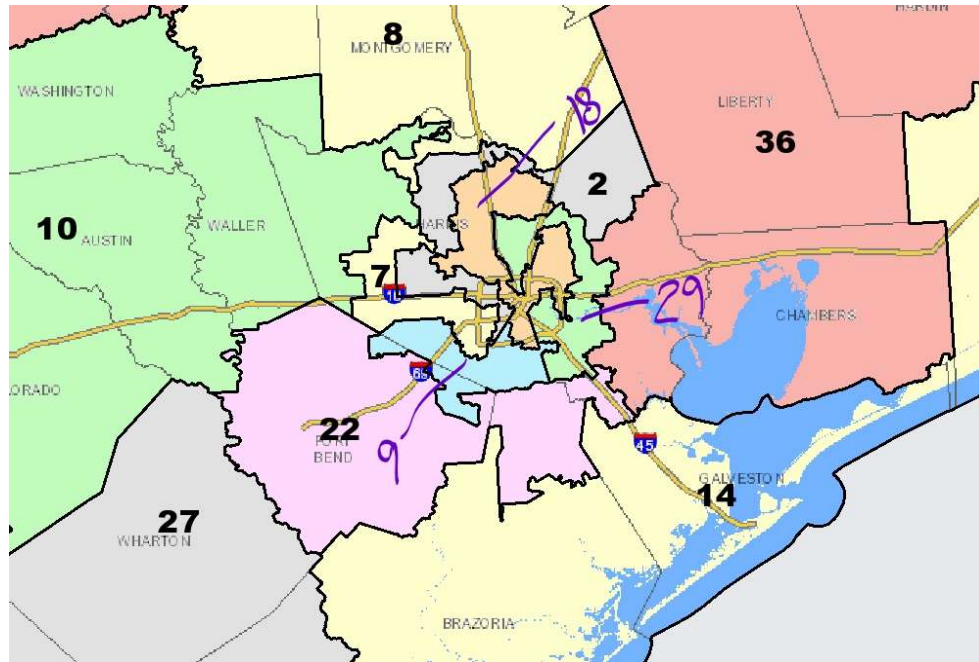 HARDIN
8
MONTGOMERY
WASHINGTON
LIBERTY
18
36
2
10
AUSTIN
WALLER
HARRIS
7
10
29
CHAMBERS
ORADO
69
22
FORT
BEND
9
45
GALVESTON
14
27
WHARTON
BRAZORIA